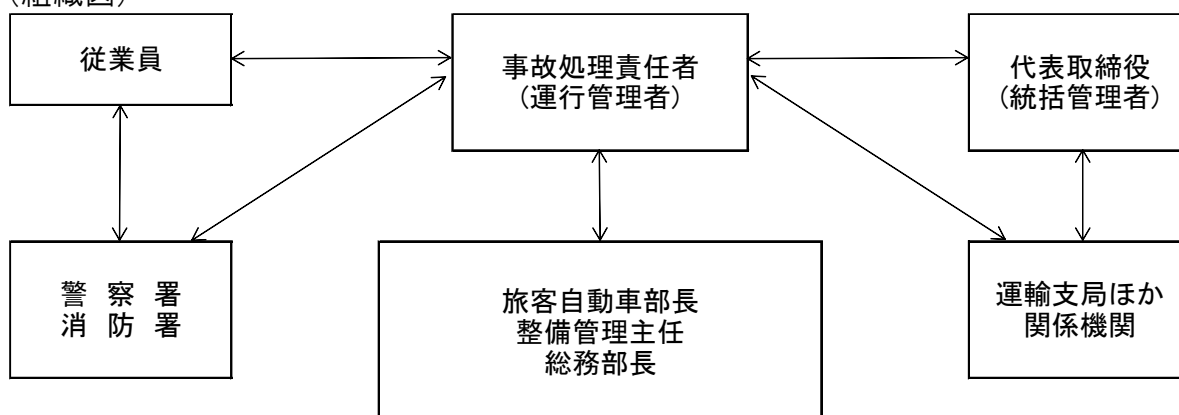 (組織図)
従業員
事故処理責任者
(運行管理者)
代表取締役
(統括管理者)
警 察 署
消 防 署
旅客自動車部長
整備管理主任
総務部長
運輸支局ほか
関係機関